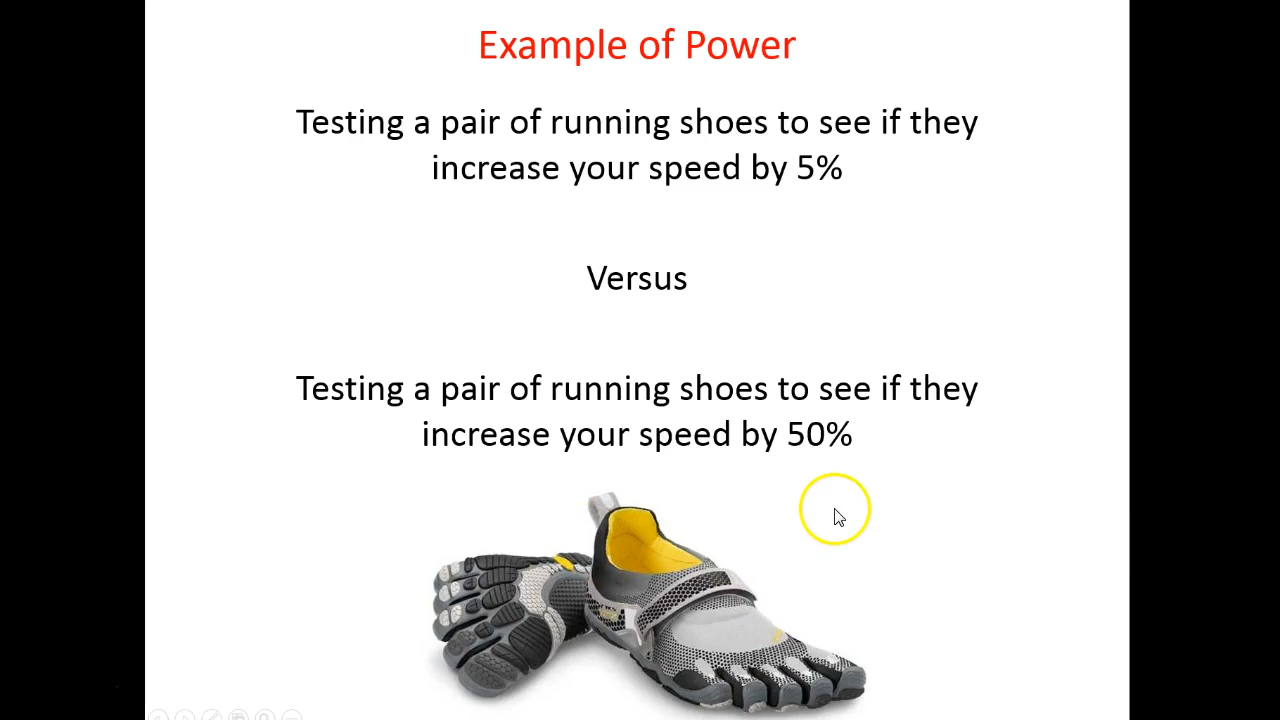 Example of Power
Testing a pair of running shoes to see if they
increase your speed by 5%
Versus
Testing a pair of running shoes to see if they
increase your speed by 50%